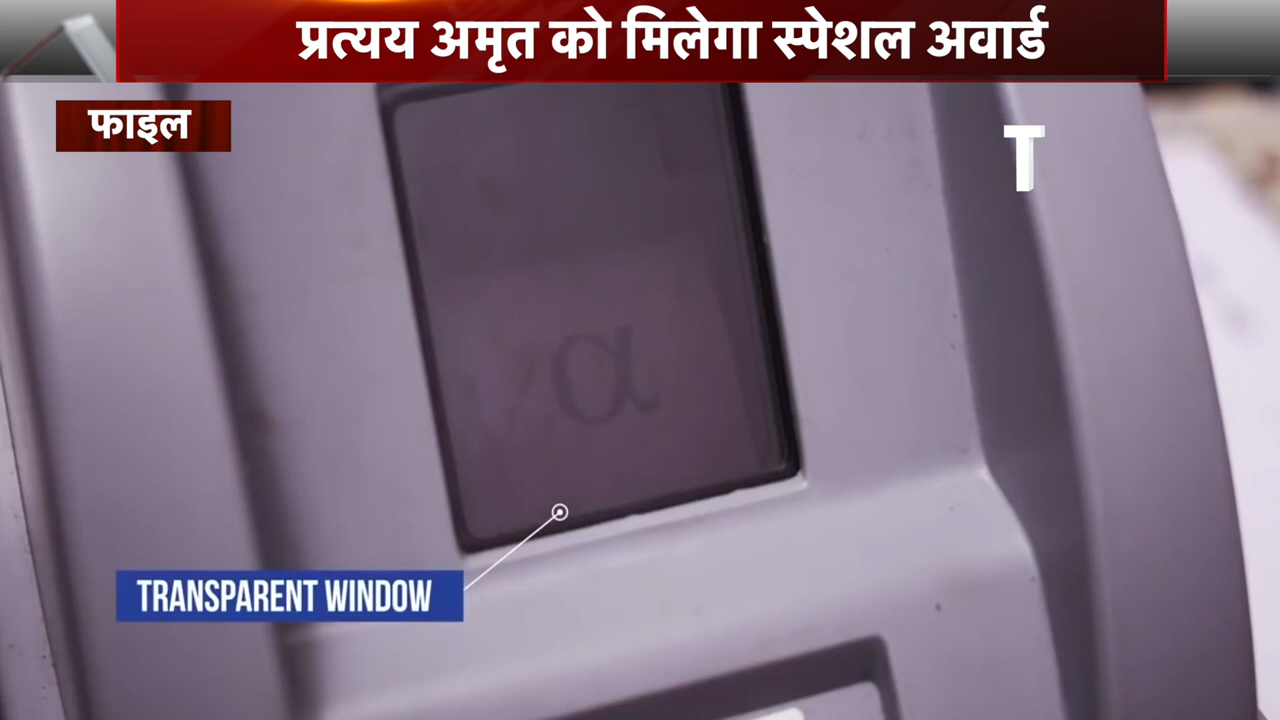 प्रत्यय अमृत को मिलेगा स्पेशल अवार्ड
फाइल
T
α
TRANSPARENT WINDOW